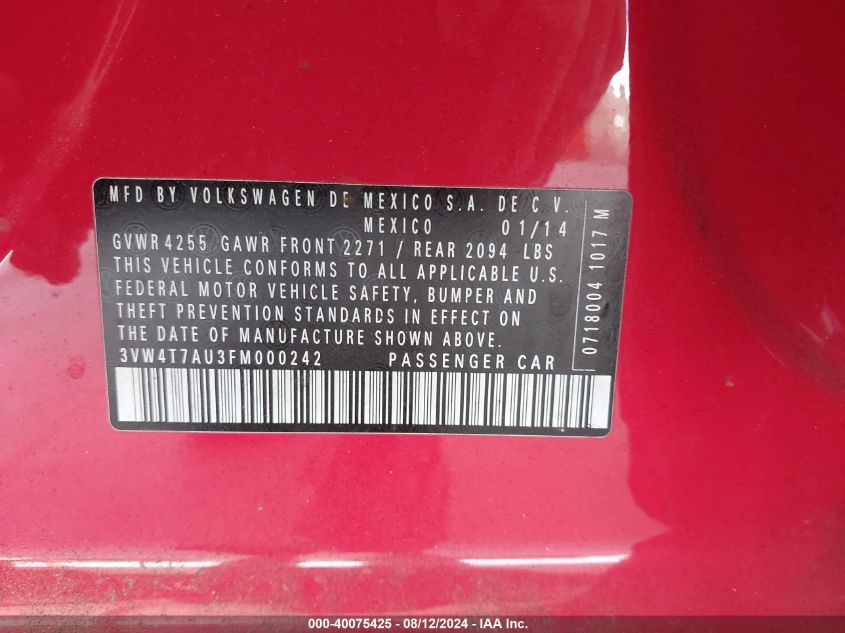 MFD BY VOLKSWAGEN DE MEXICO S.A. DE C.V.
MEXICO 01/14
GVWR 4255 GAWR FRONT 2271 / REAR 2094 LBS
THIS VEHICLE CONFORMS TO ALL APPLICABLE U.S.
FEDERAL MOTOR VEHICLE SAFETY, BUMPER AND
THEFT PREVENTION STANDARDS IN EFFECT ON
THE DATE OF MANUFACTURE SHOWN ABOVE.
3VW4T7AU3FM000242 PASSENGER CAR
0718004 1017 M
000-40075425 - 08/12/2024 - IAA Inc.